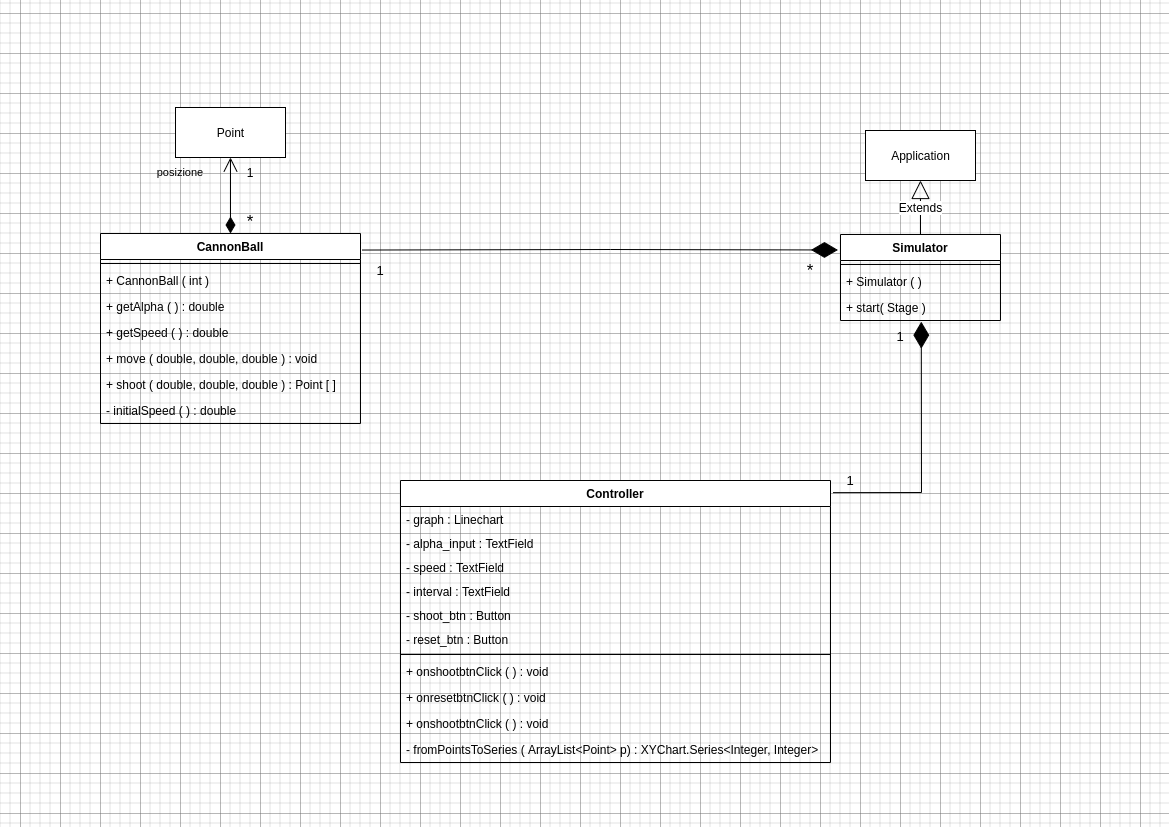 Point
posizione
1
*
CannonBall
+ CannonBall ( int )
+ getAlpha ( ) : double
+ getSpeed ( ) : double
+ move ( double, double, double ) : void
+ shoot ( double, double, double ) : Point [ ]
- initialSpeed ( ) : double
1
*
Application
Extends
Simulator
+ Simulator ( )
+ start( Stage )
1
1
Controller
- graph : Linechart
- alpha_input : TextField
- speed : TextField
- interval : TextField
- shoot_btn : Button
- reset_btn : Button
+ onshootbtnClick ( ) : void
+ onresetbtnClick ( ) : void
+ onshootbtnClick ( ) : void
- fromPointsToSeries ( ArrayList<Point> p) : XYChart.Series<Integer, Integer>